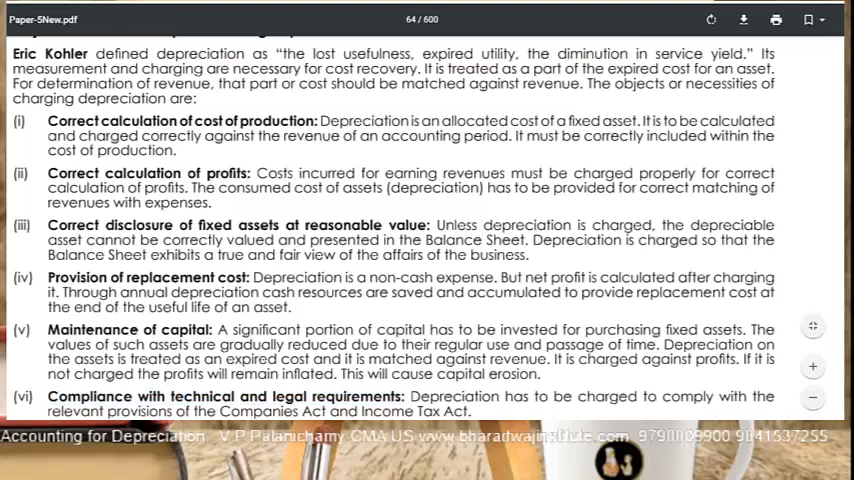 Paper-5New.pdf
64 / 600
Eric Kohler defined depreciation as “the lost usefulness, expired utility, the diminution in service yield.” Its
measurement and charging are necessary for cost recovery. It is treated as a part of the expired cost for an asset.
For determination of revenue, that part or cost should be matched against revenue. The objects or necessities of
charging depreciation are:
(i) Correct calculation of cost of production: Depreciation is an allocated cost of a fixed asset. It is to be calculated
and charged correctly against the revenue of an accounting period. It must be correctly included within the
cost of production.
(ii) Correct calculation of profits: Costs incurred for earning revenues must be charged properly for correct
calculation of profits. The consumed cost of assets (depreciation) has to be provided for correct matching of
revenues with expenses.
(iii) Correct disclosure of fixed assets at reasonable value: Unless depreciation is charged, the depreciable
asset cannot be correctly valued and presented in the Balance Sheet. Depreciation is charged so that the
Balance Sheet exhibits a true and fair view of the affairs of the business.
(iv) Provision of replacement cost: Depreciation is a non-cash expense. But net profit is calculated after charging
it. Through annual depreciation cash resources are saved and accumulated to provide replacement cost at
the end of the useful life of an asset.
(v) Maintenance of capital: A significant portion of capital has to be invested for purchasing fixed assets. The
values of such assets are gradually reduced due to their regular use and passage of time. Depreciation on
the assets is treated as an expired cost and it is matched against revenue. It is charged against profits. If it is
not charged the profits will remain inflated. This will cause capital erosion.
(vi) Compliance with technical and legal requirements: Depreciation has to be charged to comply with the
relevant provisions of the Companies Act and Income Tax Act.
Accounting for Depreciation V P Palanichamy CMA US 9790009900 9841537255